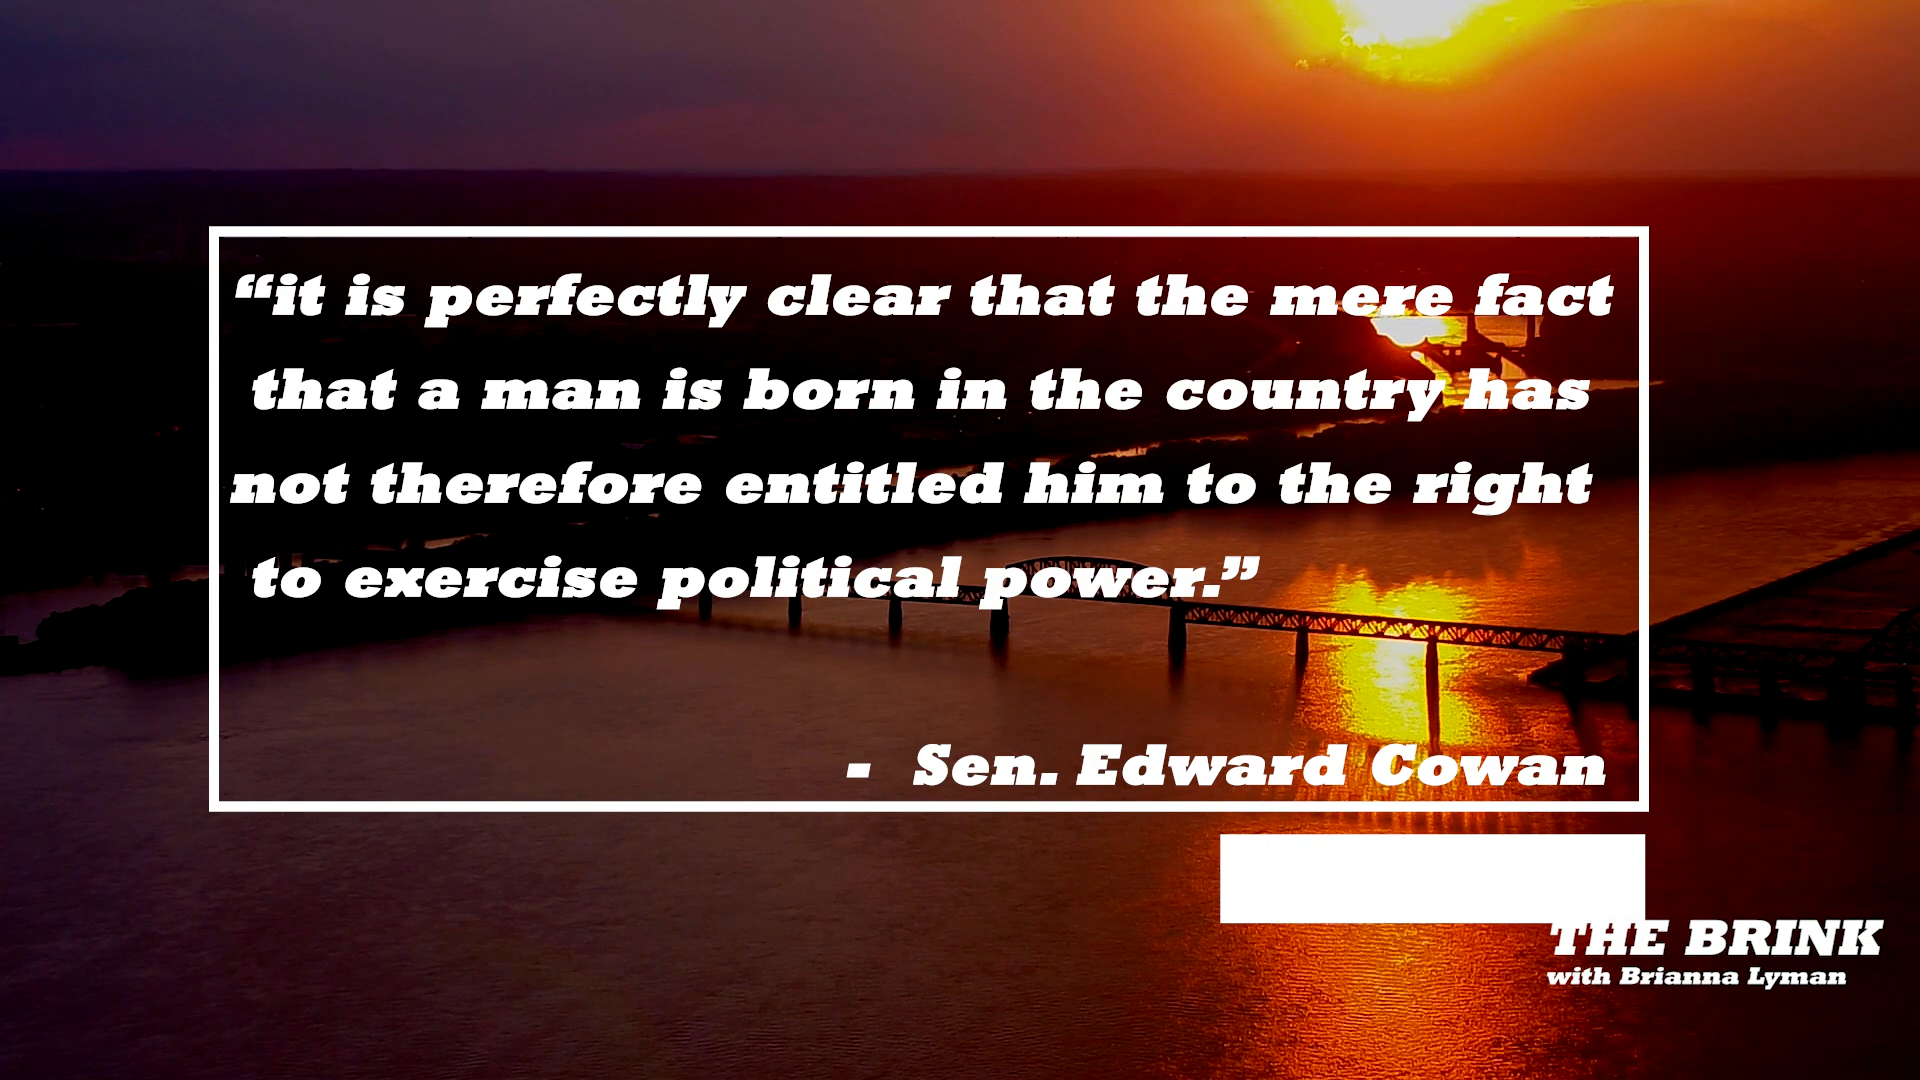 “it is perfectly clear that the mere fact
that a man is born in the country has
not therefore entitled him to the right
to exercise political power.”
- Sen. Edward Cowan
THE BRINK
with Brianna Lyman